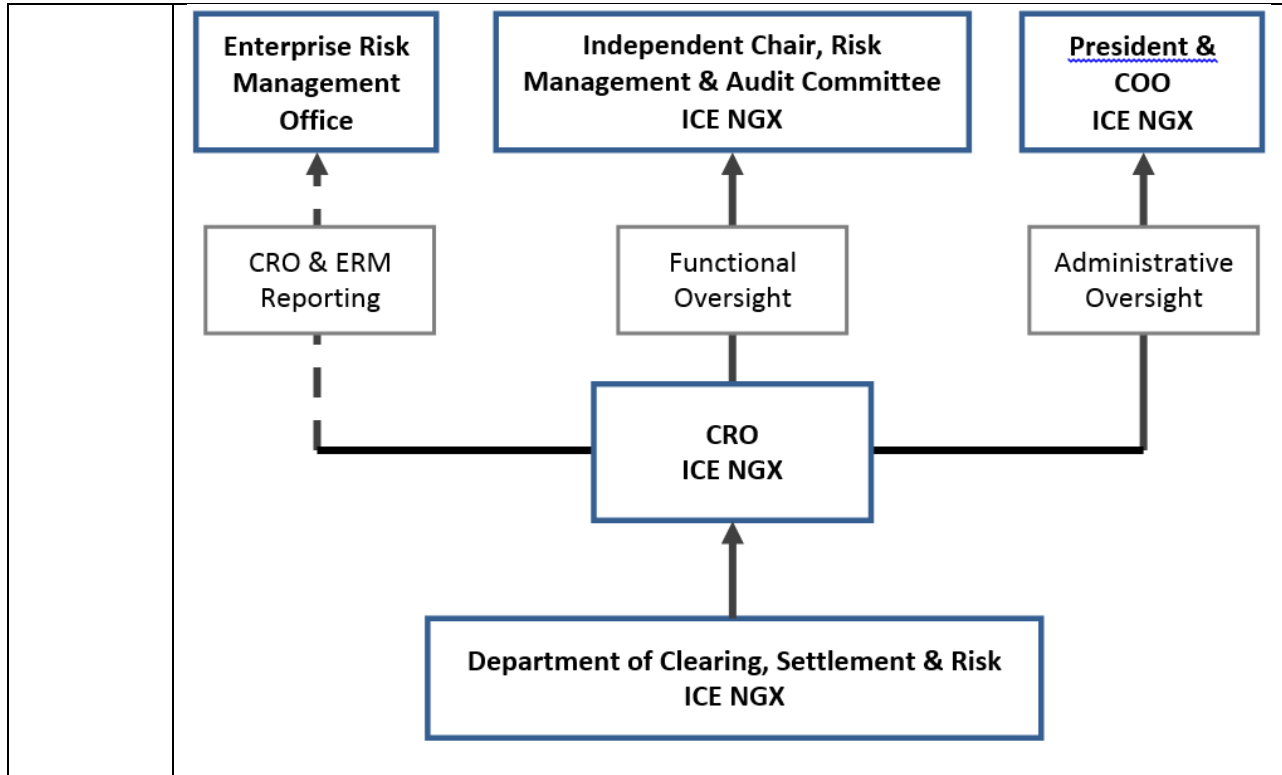 Enterprise Risk
Management
Office
Independent Chair, Risk
Management & Audit Committee
ICE NGX
President &
COO
ICE NGX
CRO & ERM
Reporting
Functional
Oversight
Administrative
Oversight
CRO
ICE NGX
Department of Clearing, Settlement & Risk
ICE NGX